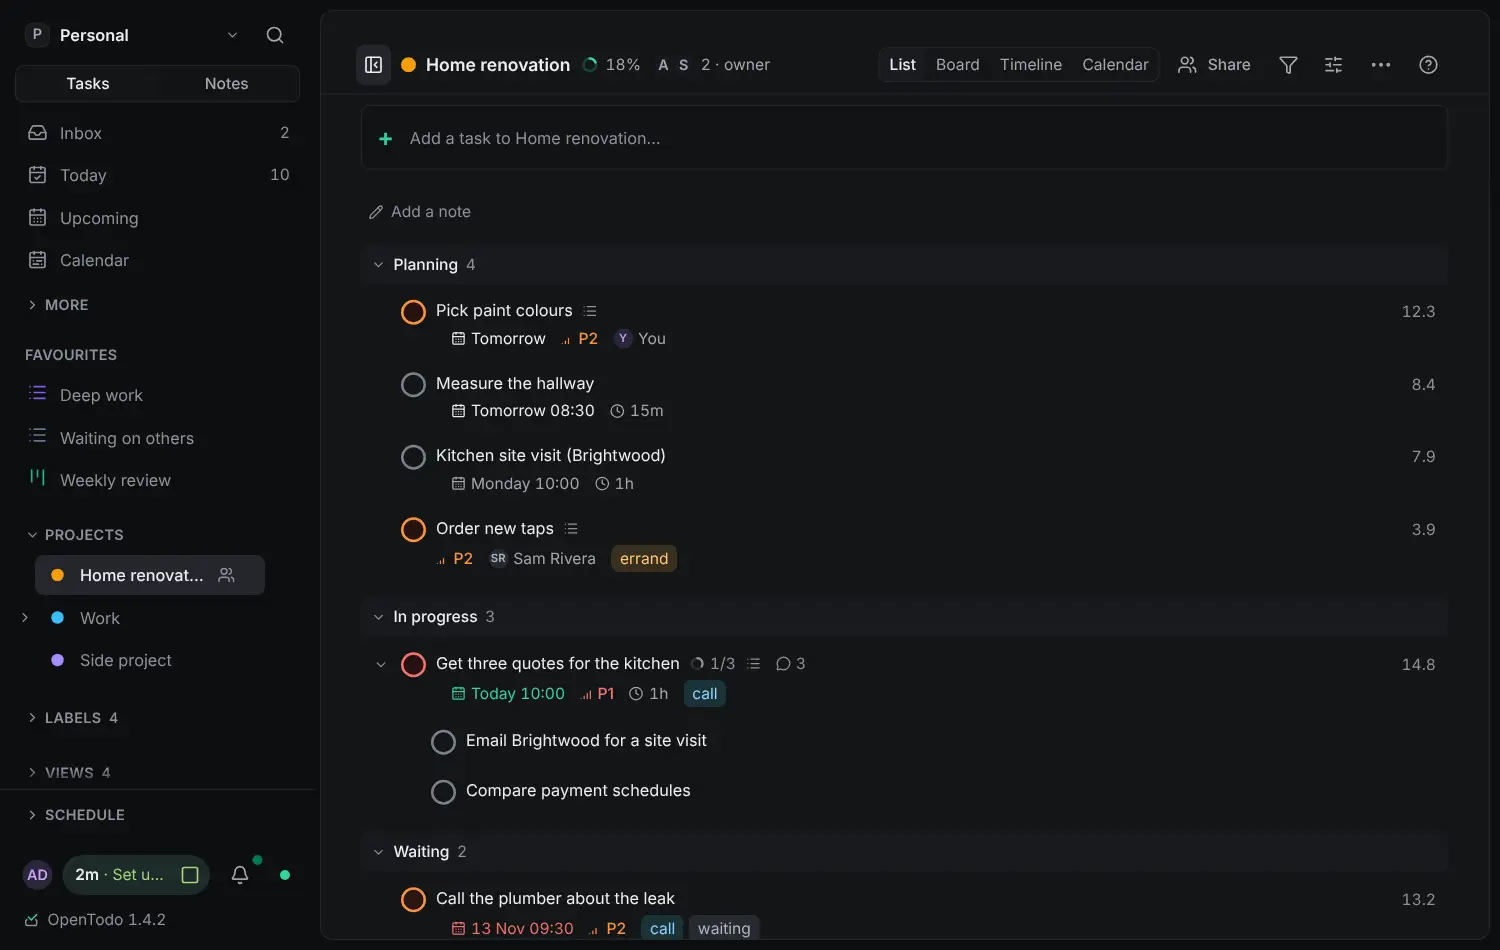 P Personal
Tasks Notes
Inbox 2
Today 10
Upcoming
Calendar
MORE
FAVOURITES
Deep work
Waiting on others
Weekly review
PROJECTS
Home renovat...
Work
Side project
LABELS 4
VIEWS 4
SCHEDULE
AD 2m · Set u...
OpenTodo 1.4.2
Home renovation 18% A S 2 · owner List Board Timeline Calendar Share
Add a task to Home renovation...
Add a note
Planning 4
Pick paint colours 12.3
Tomorrow P2 Y You
Measure the hallway 8.4
Tomorrow 08:30 15m
Kitchen site visit (Brightwood) 7.9
Monday 10:00 1h
Order new taps 3.9
P2 SR Sam Rivera errand
In progress 3
Get three quotes for the kitchen 1/3 3 14.8
Today 10:00 P1 1h call
Email Brightwood for a site visit
Compare payment schedules
Waiting 2
Call the plumber about the leak 13.2
13 Nov 09:30 P2 call waiting